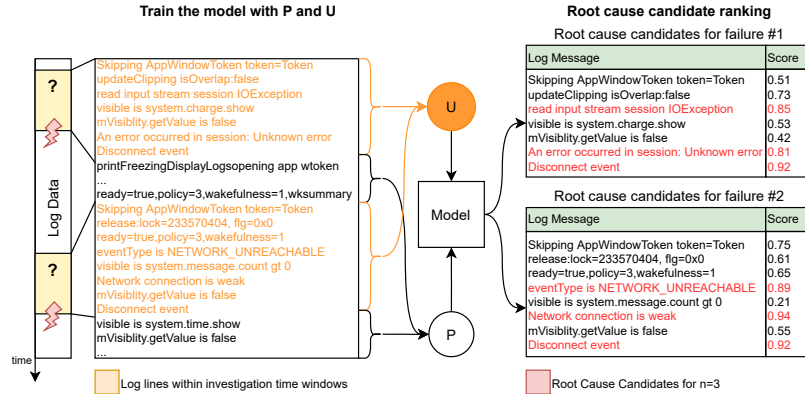 Train the model with P and U
Root cause candidate ranking
?
Log Data
?
time
Skipping AppWindowToken token=Token
updateClipping isOverlap:false
read input stream session IOException
visible is system.charge.show
mVisiblity.getValue is false
An error occurred in session: Unknown error
Disconnect event
printFreezingDisplayLogsopening app wtoken
...
ready=true,policy=3,wakefulness=1,wksummary
Skipping AppWindowToken token=Token
release:lock=233570404, flg=0x0
ready=true,policy=3,wakefulness=1
eventType is NETWORK_UNREACHABLE
visible is system.message.count gt 0
Network connection is weak
mVisiblity.getValue is false
Disconnect event
visible is system.time.show
mVisiblity.getValue is false
...
U
Model
P
Root cause candidates for failure #1
Log Message Score
Skipping AppWindowToken token=Token 0.51
updateClipping isOverlap:false 0.73
read input stream session IOException 0.85
visible is system.charge.show 0.53
mVisiblity.getValue is false 0.42
An error occurred in session: Unknown error 0.81
Disconnect event 0.92
Root cause candidates for failure #2
Log Message Score
Skipping AppWindowToken token=Token 0.75
release:lock=233570404, flg=0x0 0.61
ready=true,policy=3,wakefulness=1 0.65
eventType is NETWORK_UNREACHABLE 0.89
visible is system.message.count gt 0 0.21
Network connection is weak 0.94
mVisiblity.getValue is false 0.55
Disconnect event 0.92
Log lines within investigation time windows
Root Cause Candidates for n=3